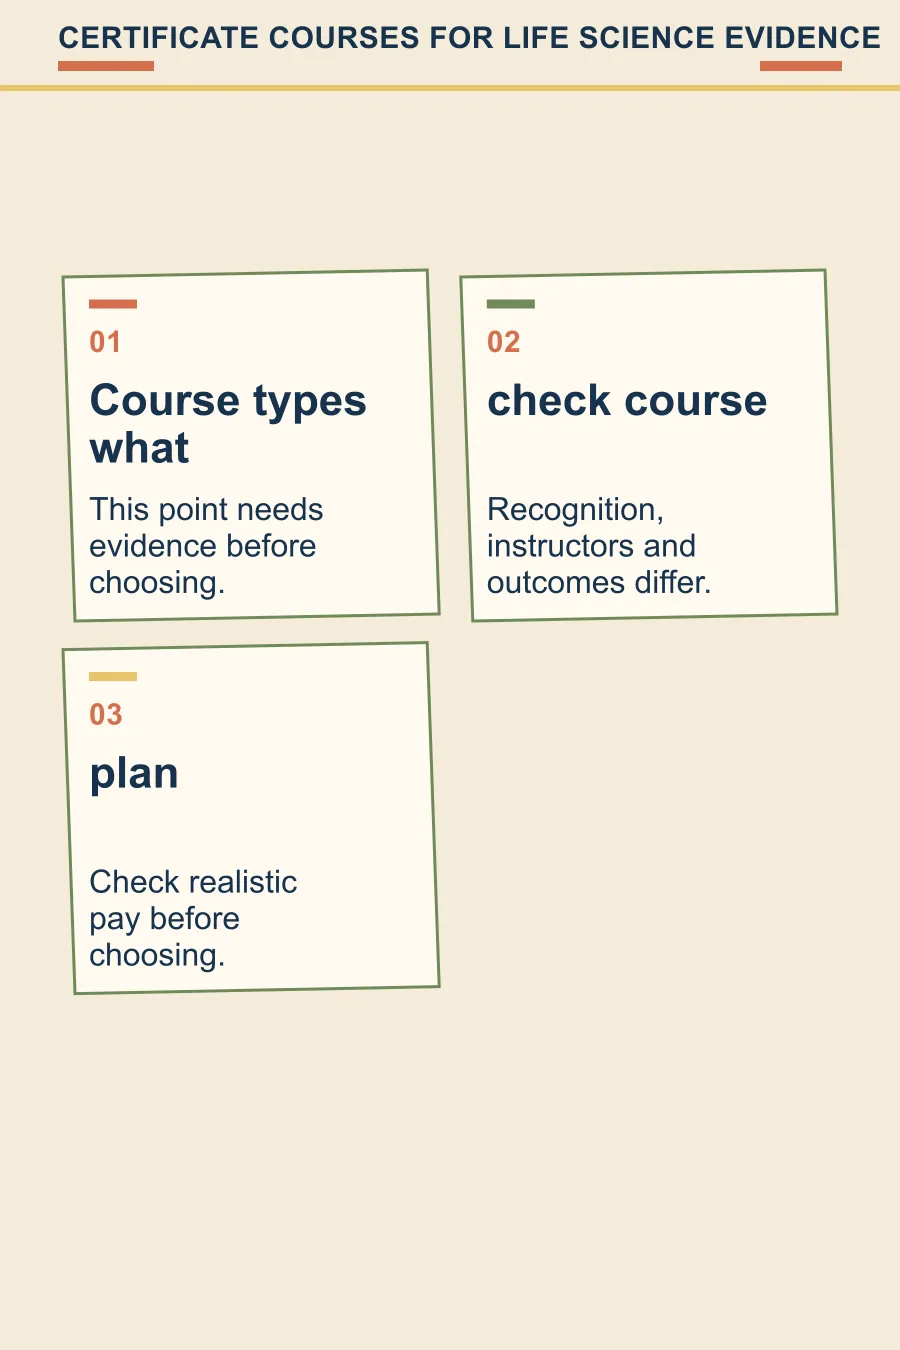 CERTIFICATE COURSES FOR LIFE SCIENCE EVIDENCE
01
Course types
what
This point needs
evidence before
choosing.
02
check course
Recognition,
instructors and
outcomes differ.
03
plan
Check realistic
pay before
choosing.